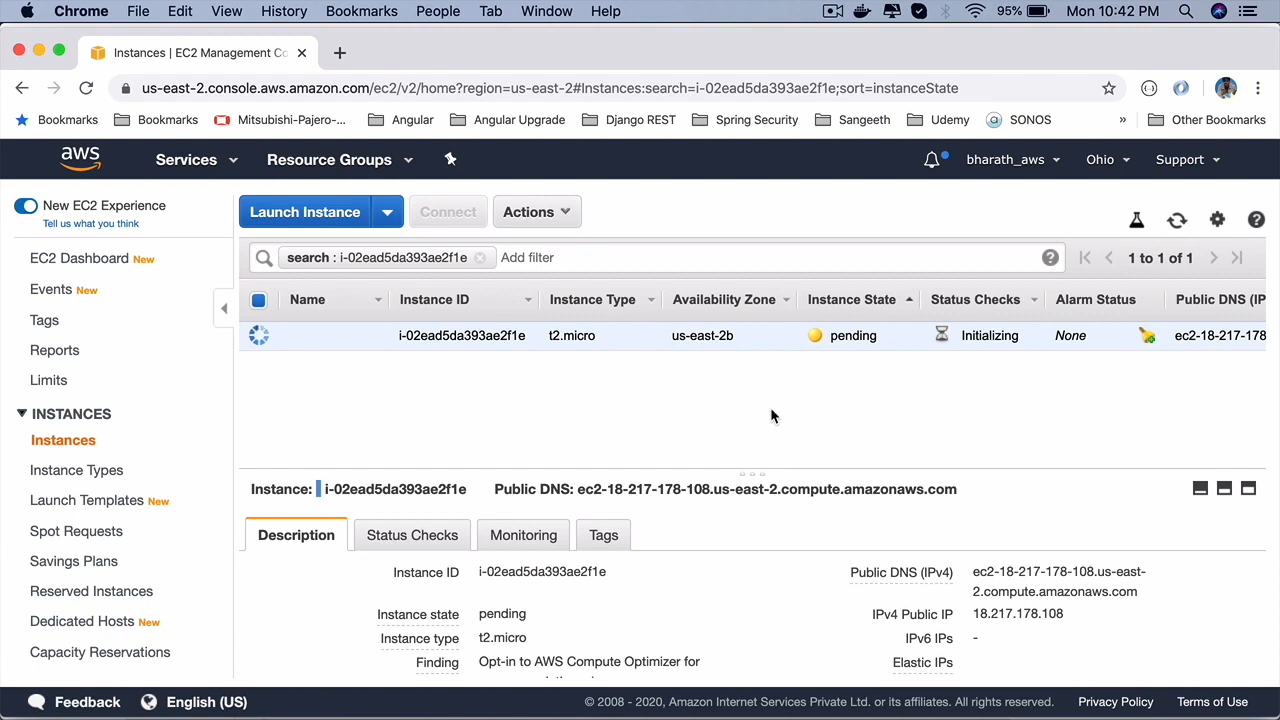 Chrome File Edit View History Bookmarks People Tab Window Help 95% Mon 10:42 PM
Instances | EC2 Management Co
us-east-2.console.aws.amazon.com/ec2/v2/home?region=us-east-2#Instances:search=i-02ead5da393ae2f1e;sort=instanceState
Bookmarks Bookmarks Mitsubishi-Pajero-... Angular Angular Upgrade Django REST Spring Security Sangeeth Udemy SONOS » Other Bookmarks
aws Services Resource Groups bharath_aws Ohio Support
New EC2 Experience
Tell us what you think
EC2 Dashboard New
Events New
Tags
Reports
Limits
INSTANCES
Instances
Instance Types
Launch Templates New
Spot Requests
Savings Plans
Reserved Instances
Dedicated Hosts New
Capacity Reservations
Launch Instance Connect Actions
search : i-02ead5da393ae2f1e Add filter 1 to 1 of 1
Name Instance ID Instance Type Availability Zone Instance State Status Checks Alarm Status Public DNS (IP
i-02ead5da393ae2f1e t2.micro us-east-2b pending Initializing None ec2-18-217-178
Instance: i-02ead5da393ae2f1e Public DNS: ec2-18-217-178-108.us-east-2.compute.amazonaws.com
Description Status Checks Monitoring Tags
Instance ID i-02ead5da393ae2f1e Public DNS (IPv4) ec2-18-217-178-108.us-east-
2.compute.amazonaws.com
Instance state pending IPv4 Public IP 18.217.178.108
Instance type t2.micro IPv6 IPs -
Finding Opt-in to AWS Compute Optimizer for Elastic IPs
Feedback English (US) © 2008 - 2020, Amazon Internet Services Private Ltd. or its affiliates. All rights reserved. Privacy Policy Terms of Use